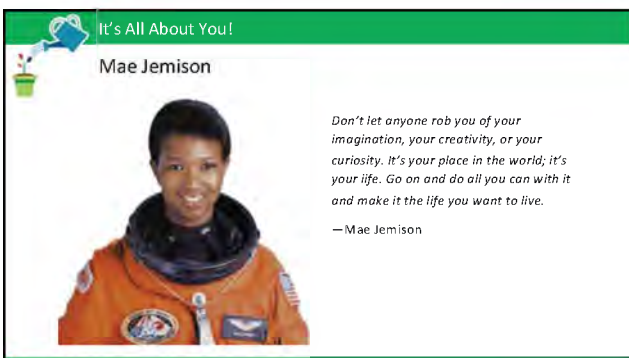 It's All About You!
Mae Jemison
Don't let anyone rob you of your
imagination, your creativity, or your
curiosity. It's your place in the world; it's
your iife. Go on and do all you can with it
and make it the life you want to live.
—Mae Jemison